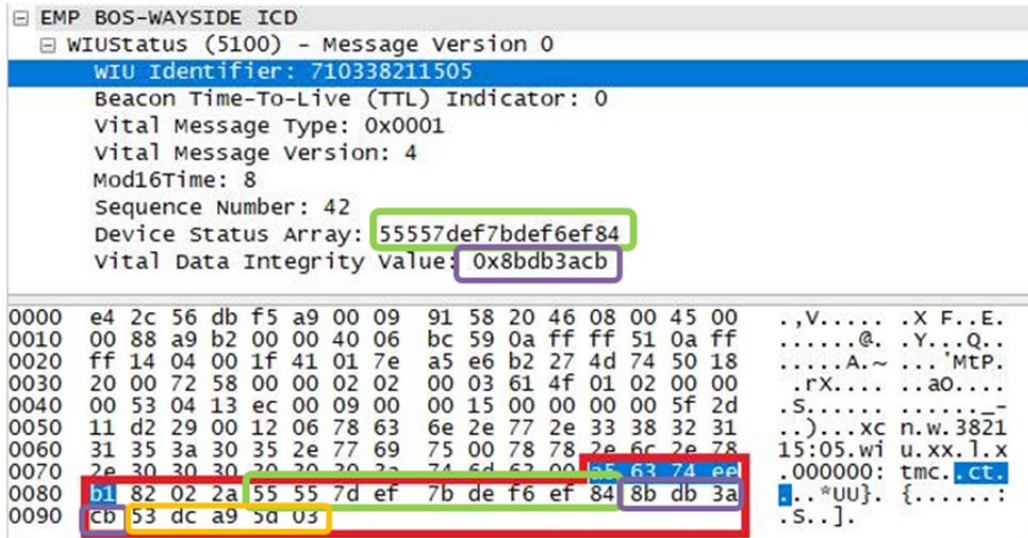 EMP BOS-WAYSIDE ICD
WIUStatus (5100) - Message Version 0
WIU Identifier: 710338211505
Beacon Time-To-Live (TTL) Indicator: 0
Vital Message Type: 0x0001
Vital Message Version: 4
Mod16Time: 8
Sequence Number: 42
Device Status Array: 55557def7bdef6ef84
Vital Data Integrity Value: 0x8bdb3acb
0000 e4 2c 56 db f5 a9 00 09 91 58 20 46 08 00 45 00 .,V..... .X F..E.
0010 00 88 a9 b2 00 00 40 06 bc 59 0a ff ff 51 0a ff ......@. .Y...Q..
0020 ff 14 04 00 1f 41 01 7e a5 e6 b2 27 4d 74 50 18 .....A.~ ...'MtP.
0030 20 00 72 58 00 00 02 02 00 03 61 4f 01 02 00 00 .rX.... ..aO....
0040 00 53 04 13 ec 00 09 00 00 15 00 00 00 00 5f 2d .S...... ......_-
0050 11 d2 29 00 12 06 78 63 6e 2e 77 2e 33 38 32 31 ..)...xc n.w.3821
0060 31 35 3a 30 35 2e 77 69 75 00 78 78 2e 6c 2e 78 15:05.wi u.xx.l.x
0070 2e 30 30 30 30 30 30 3a 74 6d 63 00 a5 63 74 ee .000000: tmc..ct.
0080 b1 82 02 2a 55 55 7d ef 7b de f6 ef 84 8b db 3a ...*UU}. {......:
0090 cb 53 dc a9 5d 03 .S..].